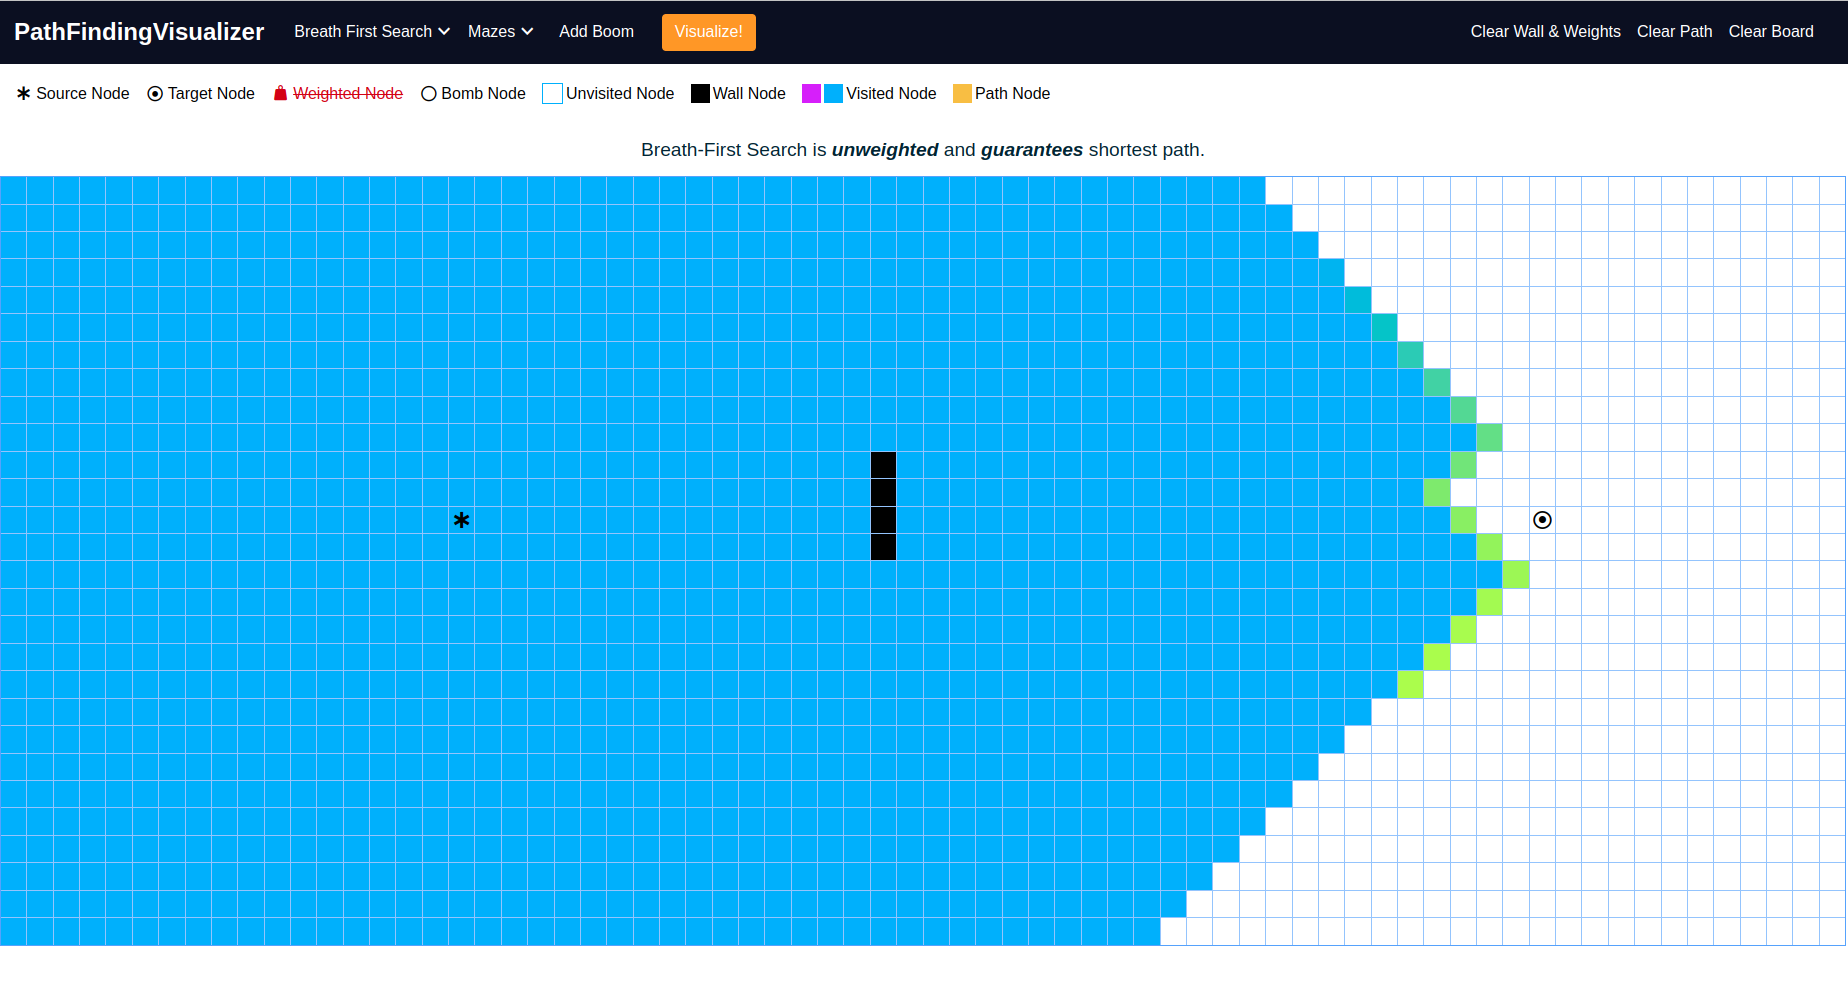 PathFindingVisualizer Breath First Search Mazes Add Boom Visualize! Clear Wall & Weights Clear Path Clear Board
Source Node Target Node Weighted Node Bomb Node Unvisited Node Wall Node Visited Node Path Node
Breath-First Search is unweighted and guarantees shortest path.